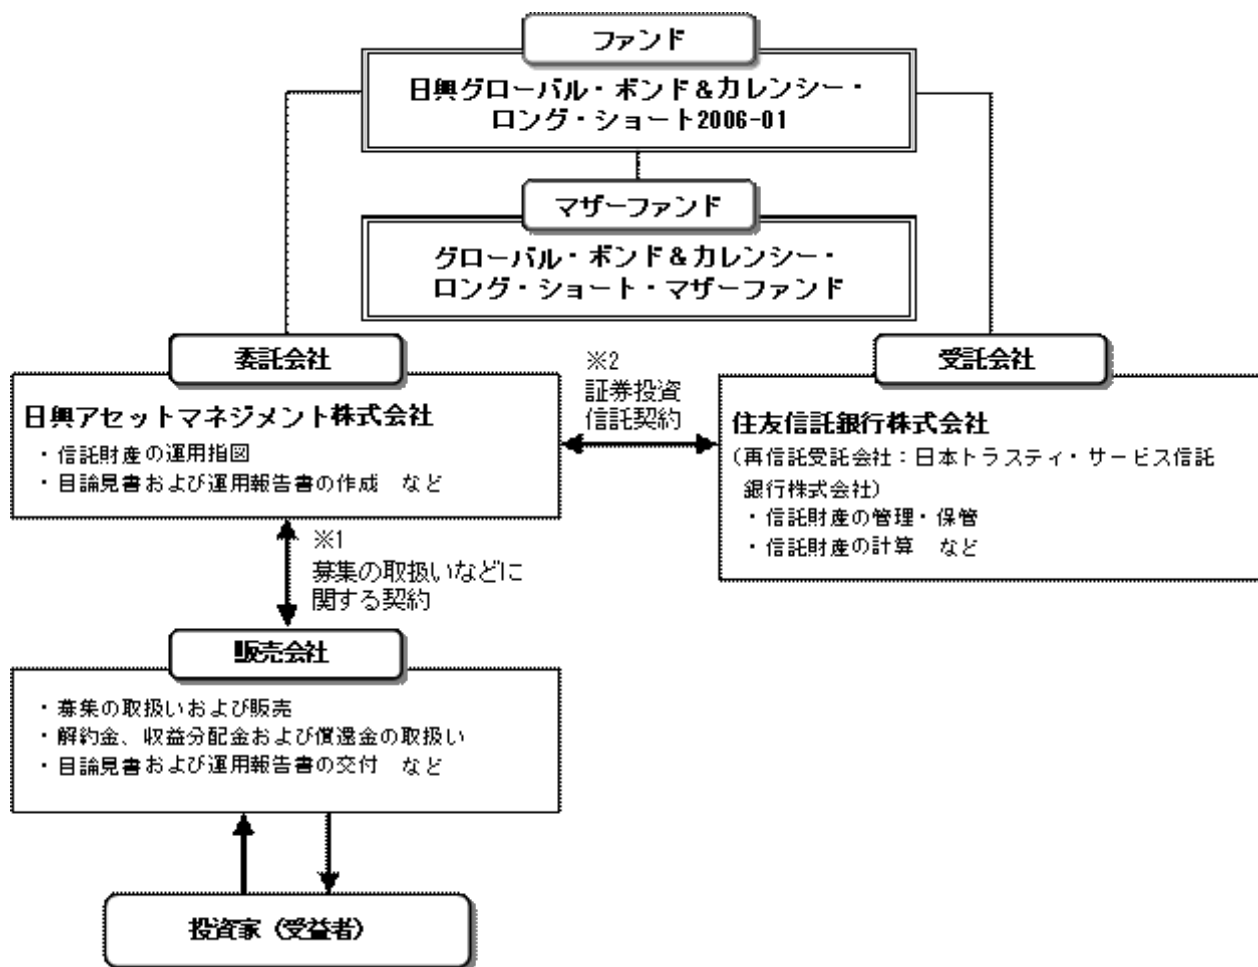 ファンド
日興グローバル・ボンド＆カレンシー・
ロング・ショート2006-01
マザーファンド
グローバル・ボンド＆カレンシー・
ロング・ショート・マザーファンド
委託会社
日興アセットマネジメント株式会社
・信託財産の運用指図
・目論見書および運用報告書の作成　など
※2
証券投資
信託契約
受託会社
住友信託銀行株式会社
（再信託受託会社：日本トラスティ・サービス信託
銀行株式会社）
・信託財産の管理・保管
・信託財産の計算　など
※1
募集の取扱いなどに
関する契約
販売会社
・募集の取扱いおよび販売
・解約金、収益分配金および償還金の取扱い
・目論見書および運用報告書の交付　など
投資家（受益者）